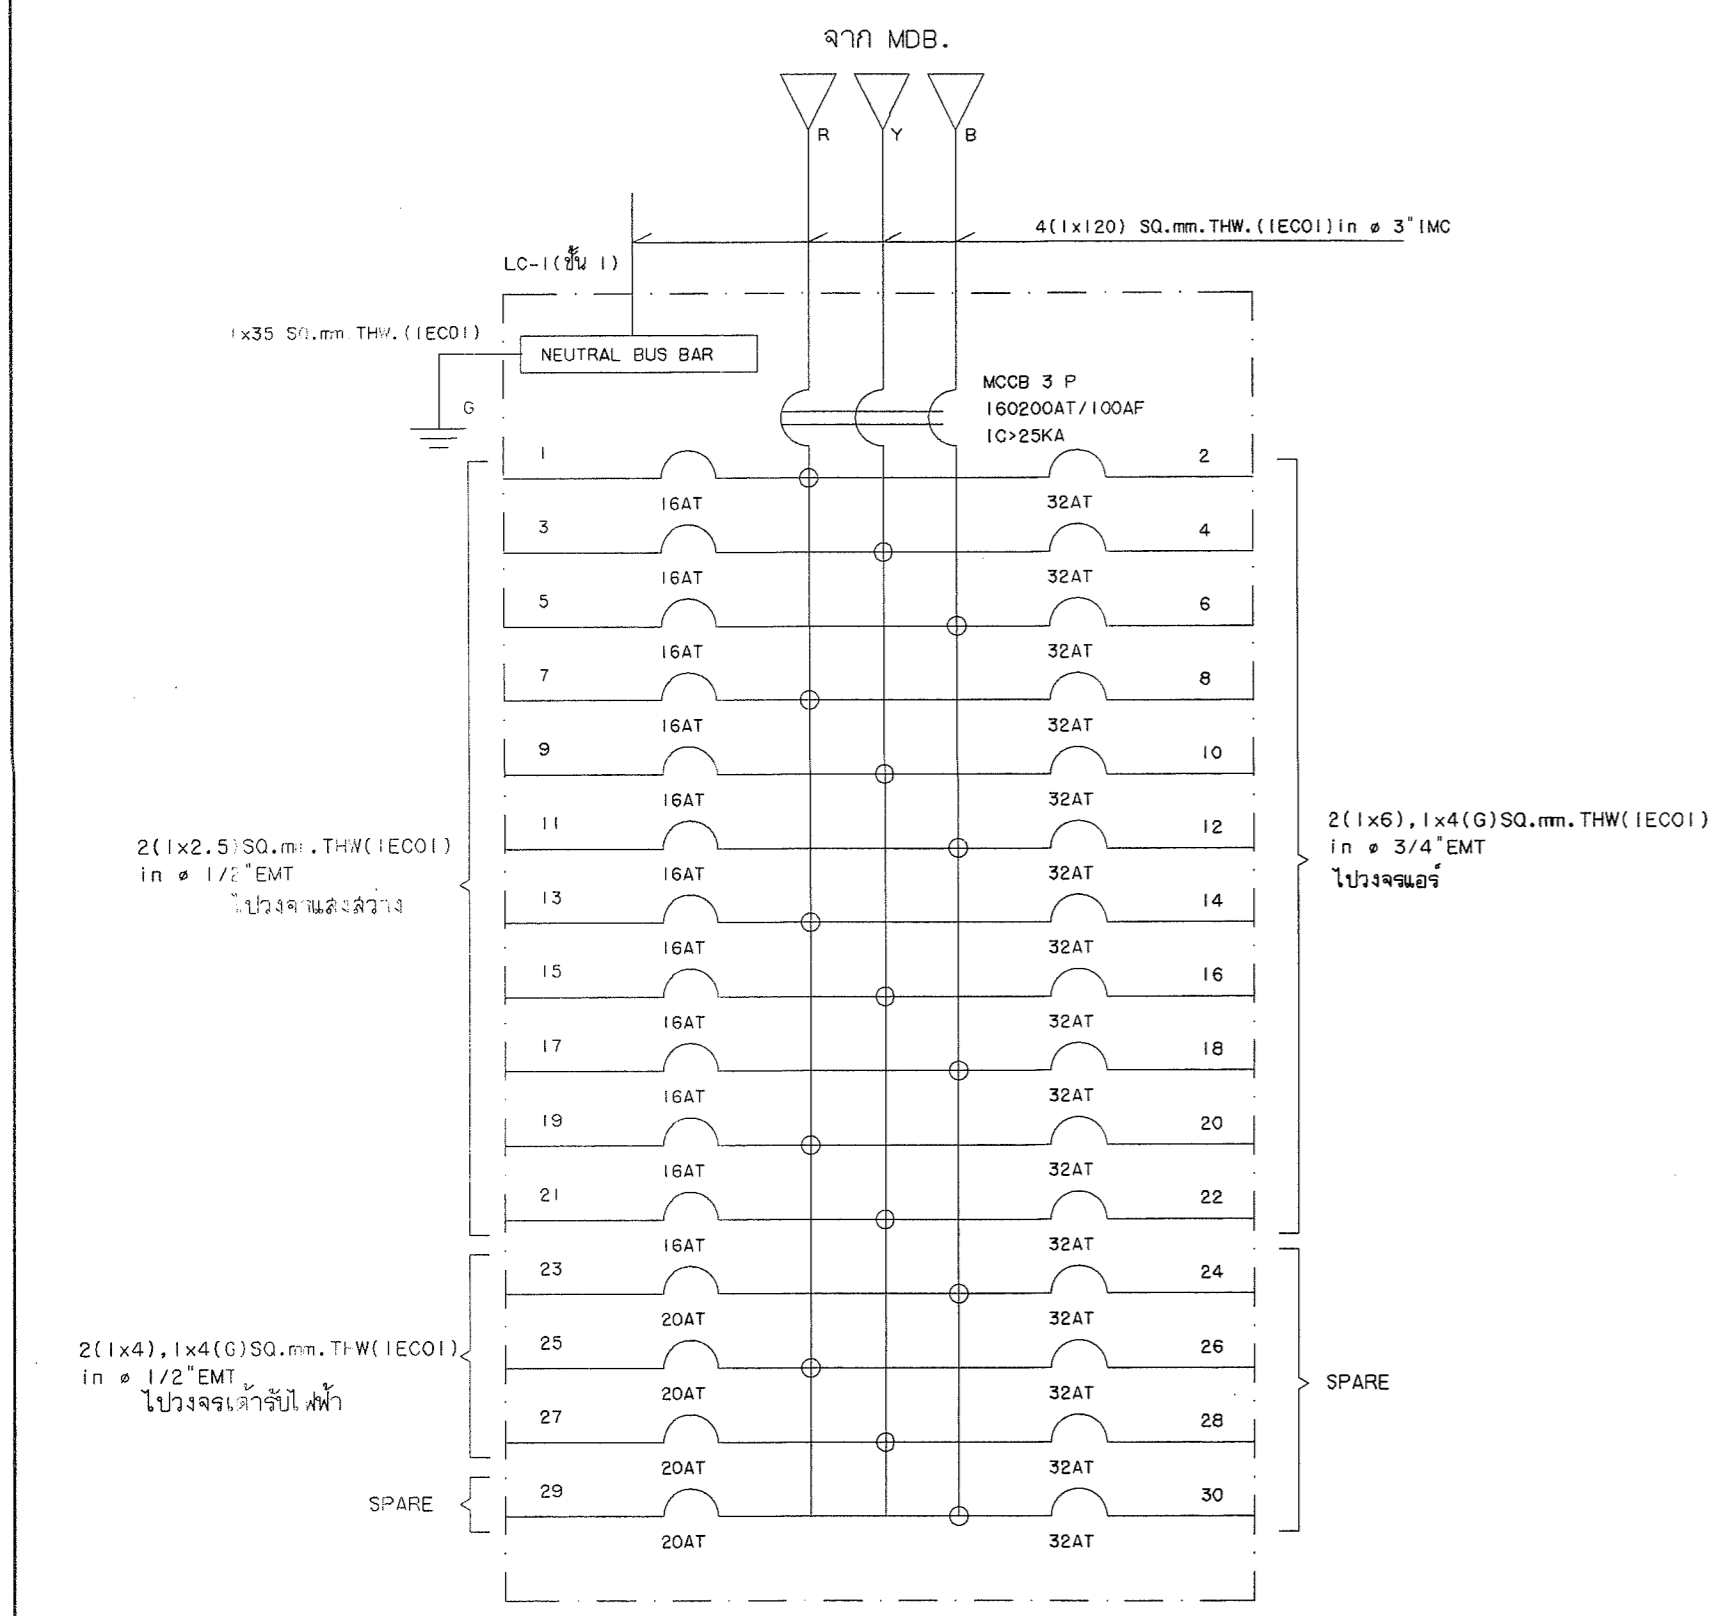 จาก MDB.
R
Y
B
4(1x120) SQ.mm.THW.(IEC01)in ø 3"IMC
LC-1(ชั้น 1)
1x35 SQ.mm.THW.(IEC01)
NEUTRAL BUS BAR
G
MCCB 3 P
160200AT/100AF
IC>25KA
1
16AT
32AT
2
3
16AT
32AT
4
5
16AT
32AT
6
7
16AT
32AT
8
9
16AT
32AT
10
11
16AT
32AT
12
13
16AT
32AT
14
15
16AT
32AT
16
17
16AT
32AT
18
19
16AT
32AT
20
21
16AT
32AT
22
23
20AT
32AT
24
25
20AT
32AT
26
27
20AT
32AT
28
29
20AT
32AT
30
2(1x2.5)SQ.mm.THW(IEC01)
in ø 1/2"EMT
ไปวงจรแสงสว่าง
2(1x4),1x4(G)SQ.mm.THW(IEC01)
in ø 1/2"EMT
ไปวงจรเต้ารับไฟฟ้า
SPARE
2(1x6),1x4(G)SQ.mm.THW(IEC01)
in ø 3/4"EMT
ไปวงจรแอร์
SPARE